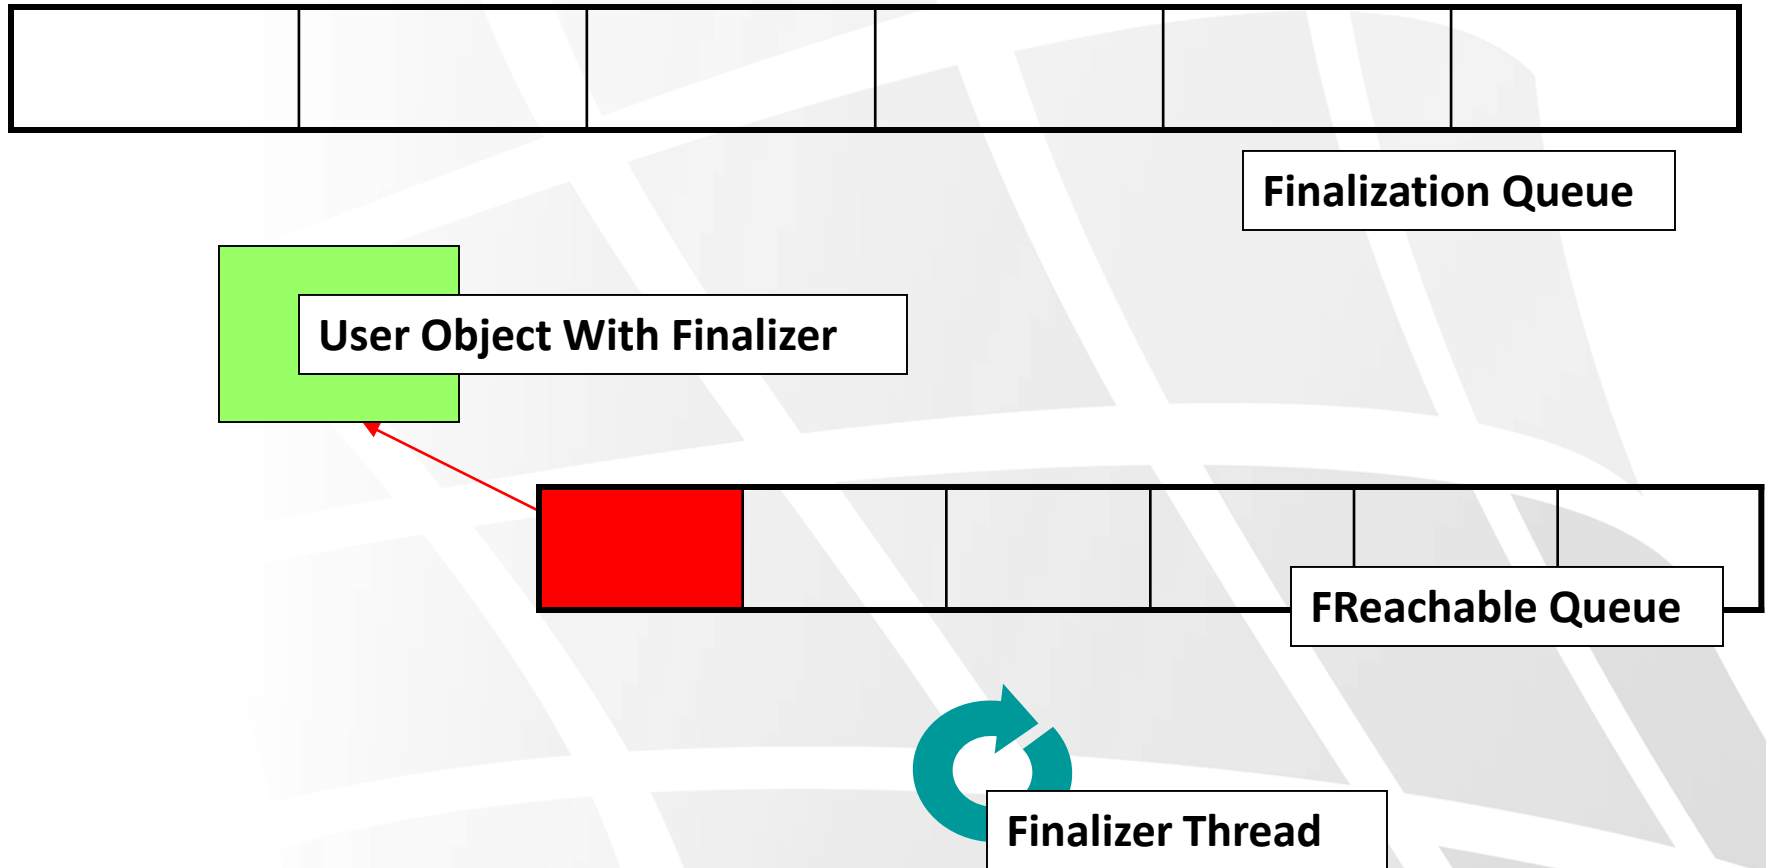 Finalization Queue
User Object With Finalizer
FReachable Queue
Finalizer Thread